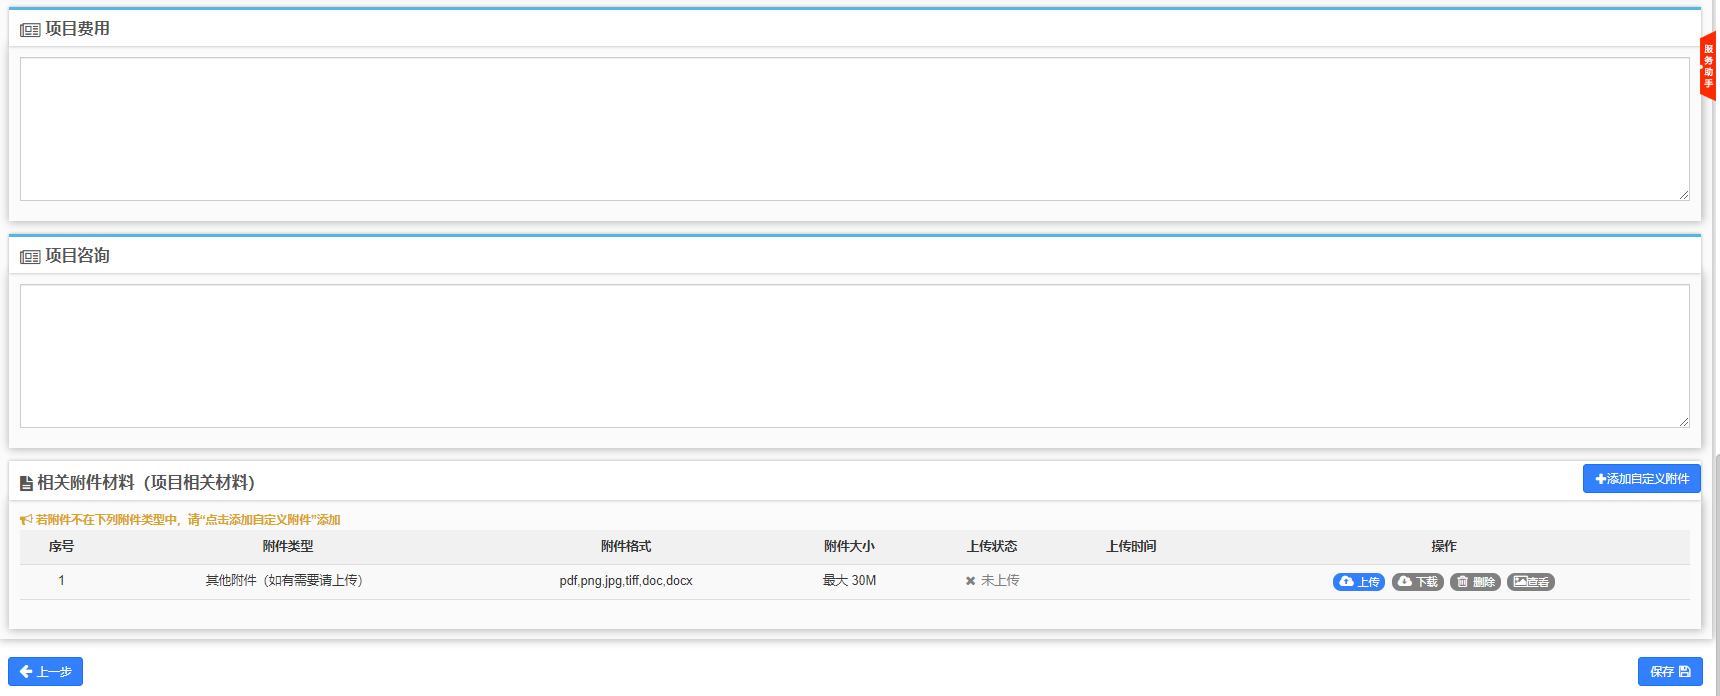 项目费用
服务助手
项目咨询
相关附件材料（项目相关材料）
添加自定义附件
若附件不在下列附件类型中，请“点击添加自定义附件”添加
序号 附件类型 附件格式 附件大小 上传状态 上传时间 操作
1 其他附件（如有需要请上传） pdf,png,jpg,tiff,doc,docx 最大 30M 未上传 上传 下载 删除 查看
上一步 保存